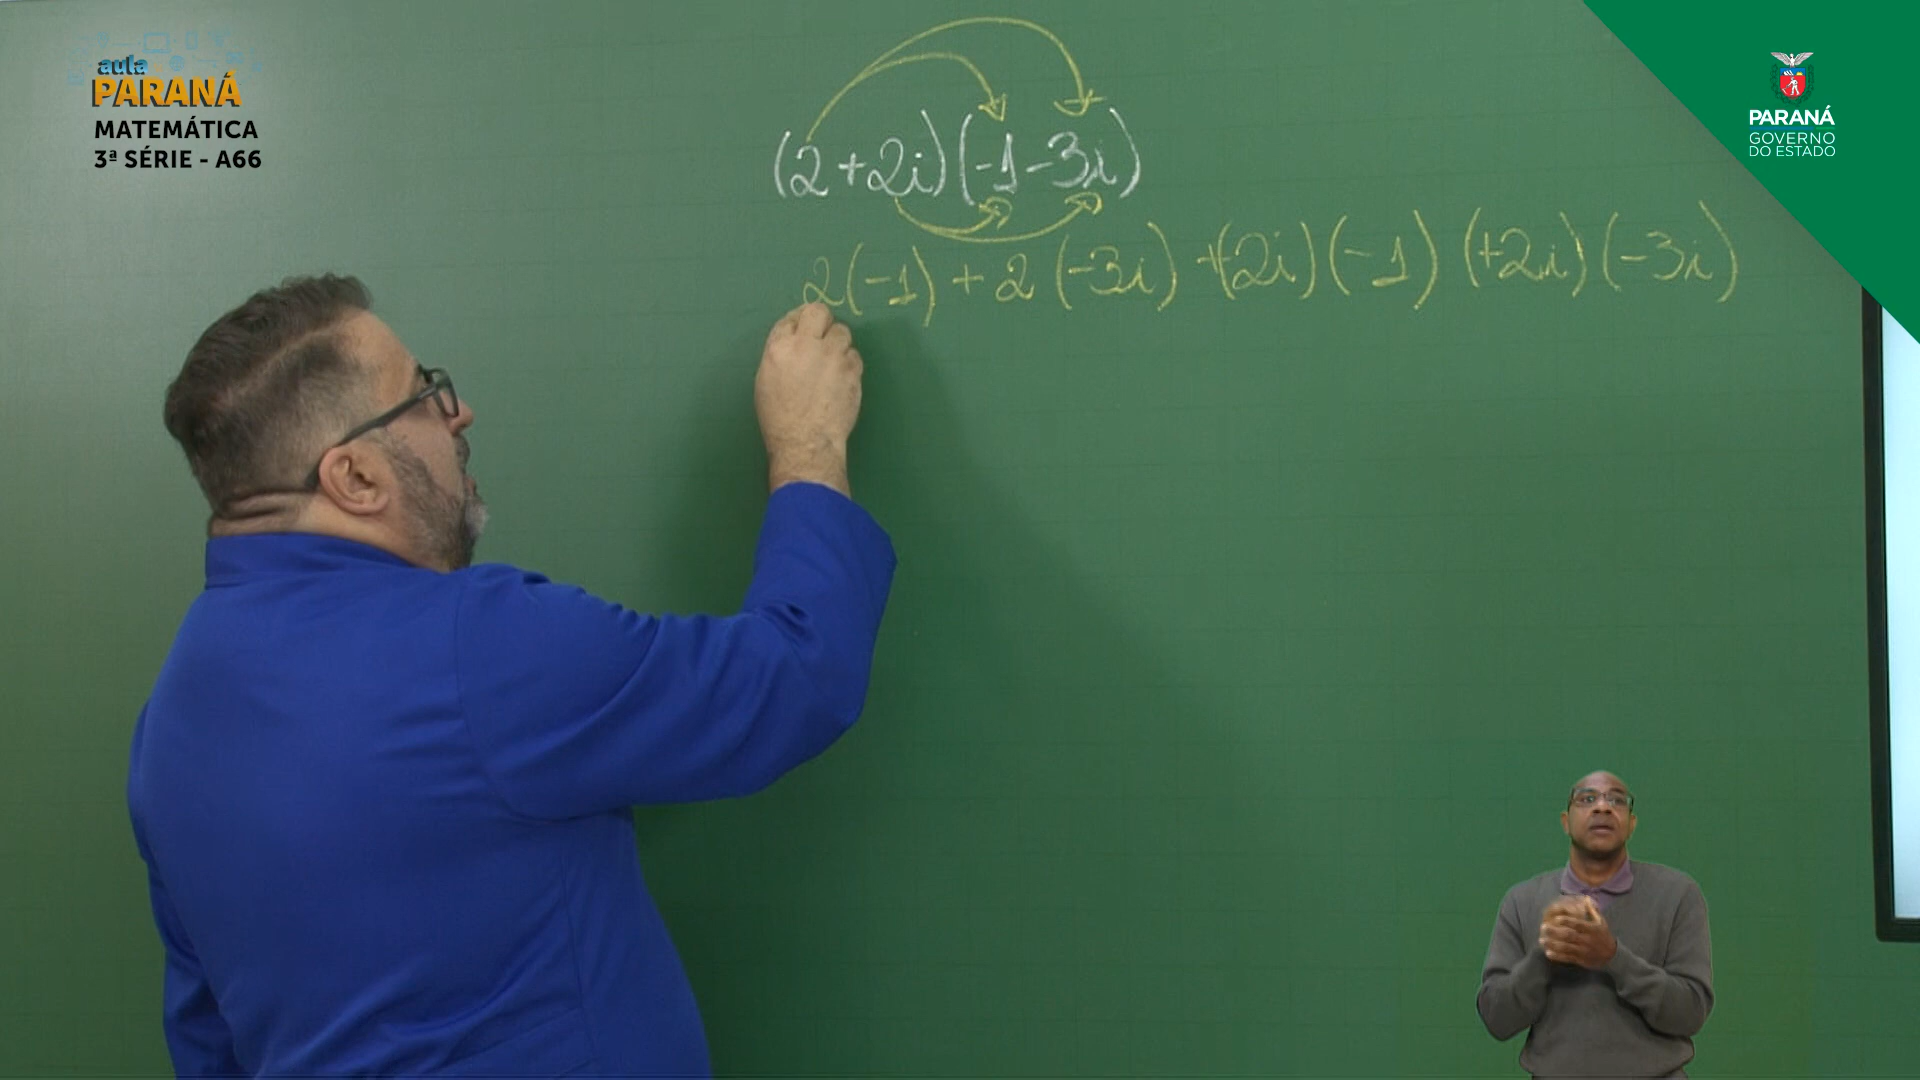 aula
PARANÁ
MATEMÁTICA
3ª SÉRIE - A66
PARANÁ
GOVERNO
DO ESTADO
(2+2i)(-1-3i)
2(-1) + 2(-3i) +(2i)(-1) (+2i)(-3i)